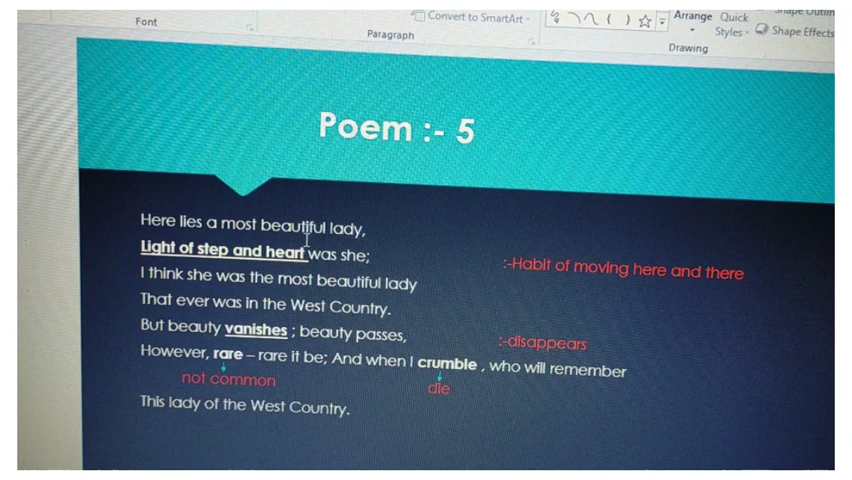 Font
Convert to SmartArt
Paragraph
Arrange
Quick
Styles
Shape Outlin
Shape Effects
Drawing
Poem :- 5
Here lies a most beautiful lady,
Light of step and heart was she;
:-Habit of moving here and there
I think she was the most beautiful lady
That ever was in the West Country.
But beauty vanishes ; beauty passes,
:-disappears
However, rare – rare it be; And when I crumble , who will remember
not common
die
This lady of the West Country.